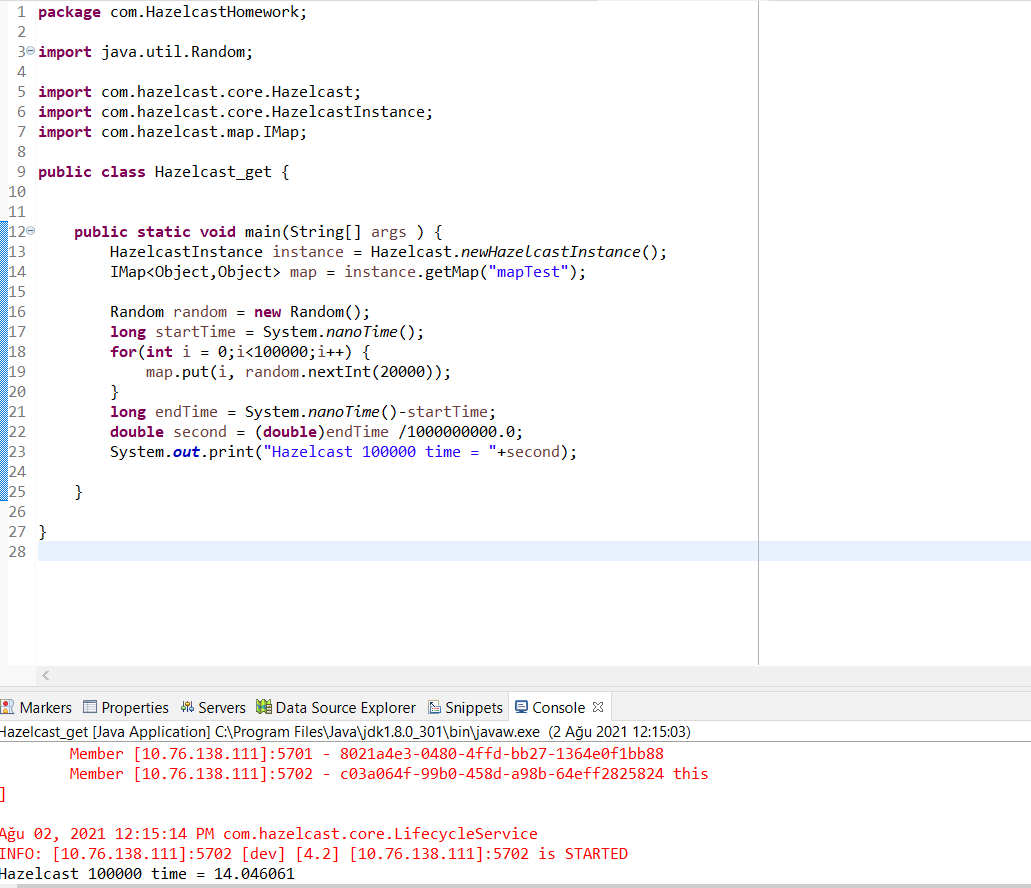 1 package com.HazelcastHomework;
2
3 import java.util.Random;
4
5 import com.hazelcast.core.Hazelcast;
6 import com.hazelcast.core.HazelcastInstance;
7 import com.hazelcast.map.IMap;
8
9 public class Hazelcast_get {
10
11
12     public static void main(String[] args ) {
13         HazelcastInstance instance = Hazelcast.newHazelcastInstance();
14         IMap<Object,Object> map = instance.getMap("mapTest");
15
16         Random random = new Random();
17         long startTime = System.nanoTime();
18         for(int i = 0;i<100000;i++) {
19             map.put(i, random.nextInt(20000));
20         }
21         long endTime = System.nanoTime()-startTime;
22         double second = (double)endTime /1000000000.0;
23         System.out.print("Hazelcast 100000 time = "+second);
24
25     }
26
27 }
28
Markers Properties Servers Data Source Explorer Snippets Console
Hazelcast_get [Java Application] C:\Program Files\Java\jdk1.8.0_301\bin\javaw.exe (2 Ağu 2021 12:15:03)
Member [10.76.138.111]:5701 - 8021a4e3-0480-4ffd-bb27-1364e0f1bb88
Member [10.76.138.111]:5702 - c03a064f-99b0-458d-a98b-64eff2825824 this
]
Ağu 02, 2021 12:15:14 PM com.hazelcast.core.LifecycleService
INFO: [10.76.138.111]:5702 [dev] [4.2] [10.76.138.111]:5702 is STARTED
Hazelcast 100000 time = 14.046061